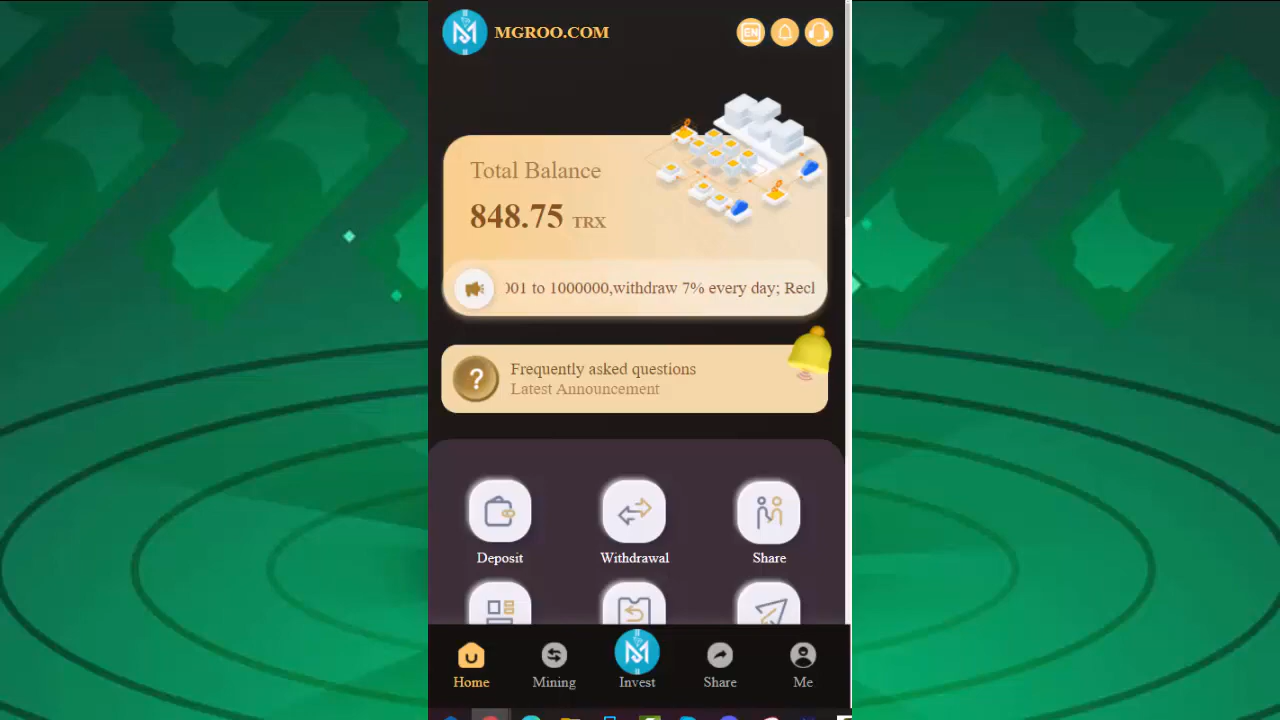 MGROO.COM
EN
Total Balance
848.75 TRX
001 to 1000000,withdraw 7% every day; Recl
?
Frequently asked questions
Latest Announcement
Deposit
Withdrawal
Share
Home
Mining
Invest
Share
Me